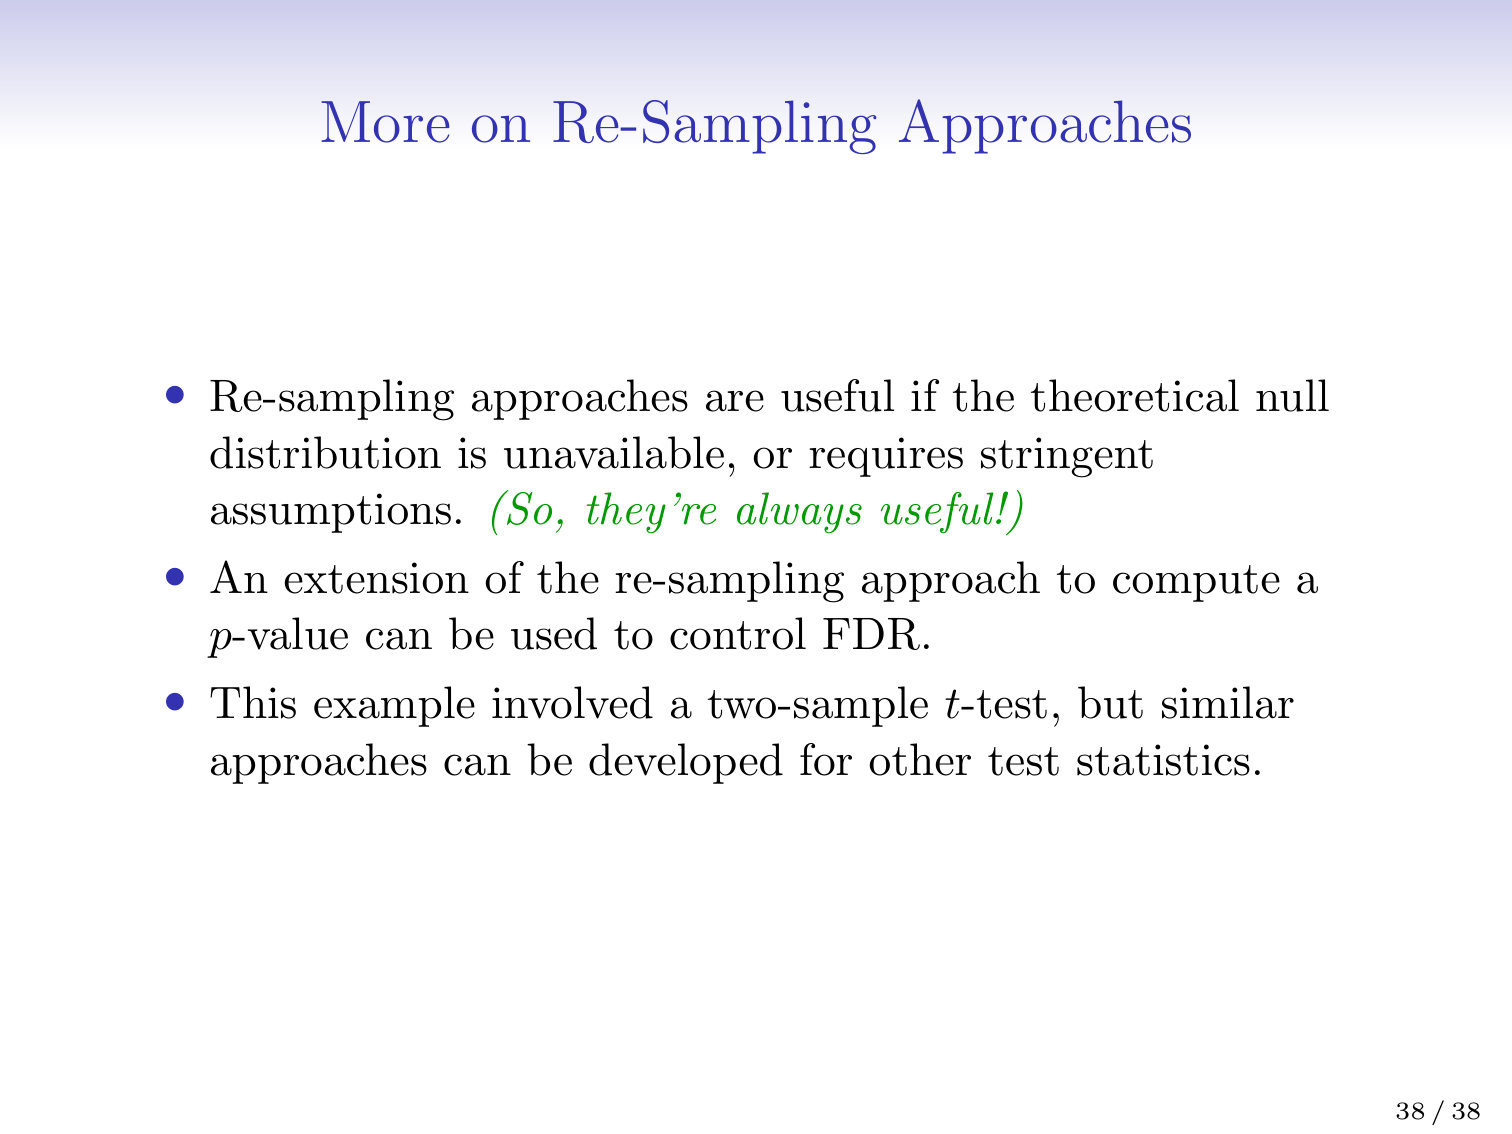 More on Re-Sampling Approaches
• Re-sampling approaches are useful if the theoretical null
distribution is unavailable, or requires stringent
assumptions. (So, they're always useful!)
• An extension of the re-sampling approach to compute a
p-value can be used to control FDR.
• This example involved a two-sample t-test, but similar
approaches can be developed for other test statistics.
38 / 38